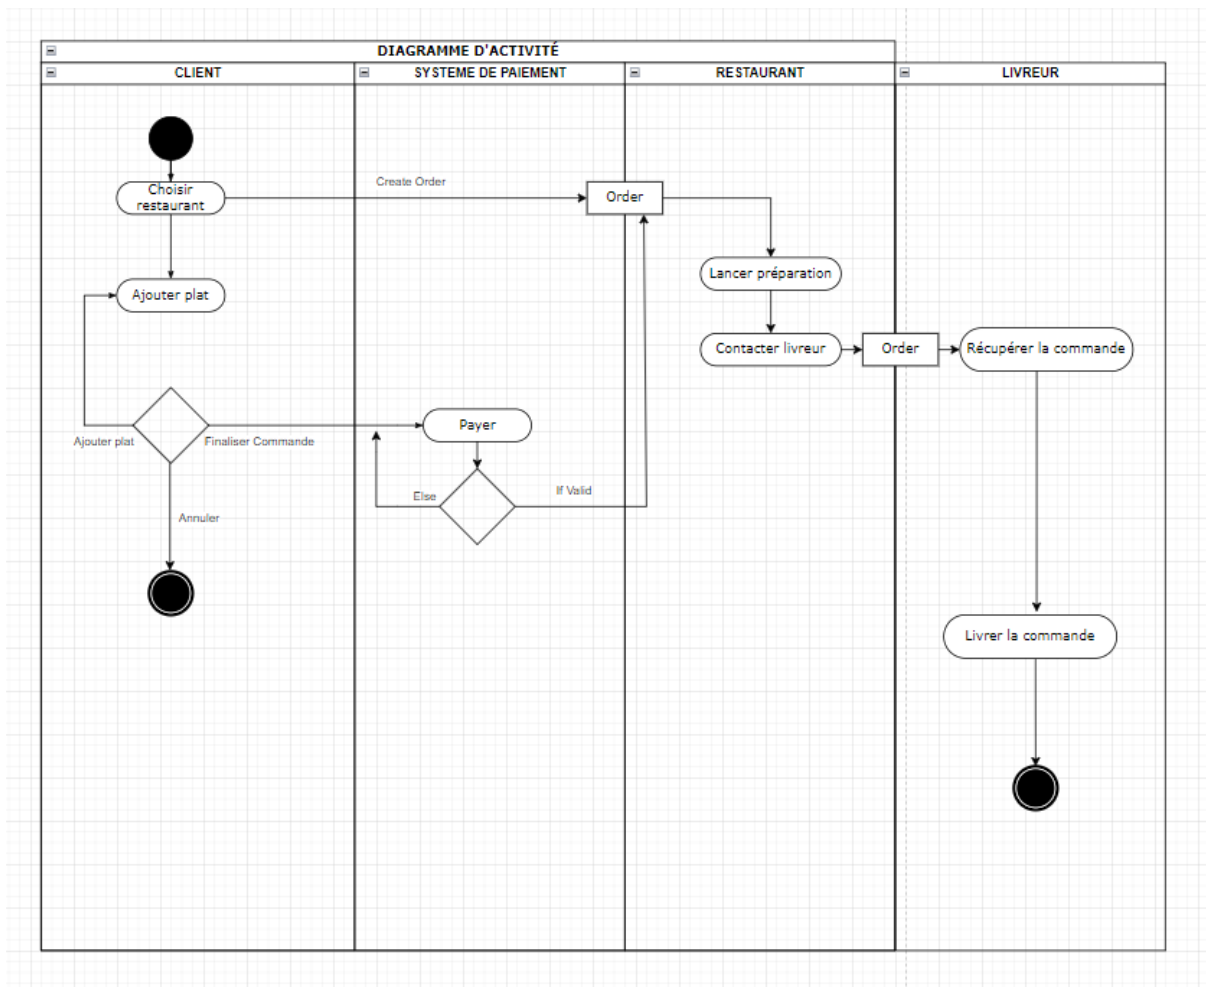 DIAGRAMME D'ACTIVITÉ
CLIENT
SYSTEME DE PAIEMENT
RESTAURANT
LIVREUR
Choisir
restaurant
Create Order
Order
Ajouter plat
Lancer préparation
Contacter livreur
Order
Récupérer la commande
Ajouter plat
Finaliser Commande
Payer
Else
If Valid
Annuler
Livrer la commande